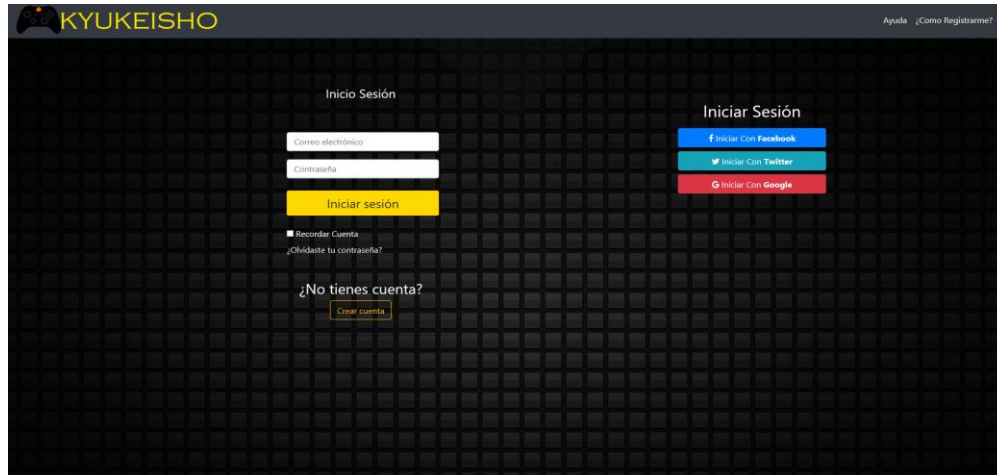 KYUKEISHO
Ayuda ¿Como Registrarme?
Inicio Sesión
Correo electrónico
Contraseña
Iniciar sesión
Recordar Cuenta
¿Olvidaste tu contraseña?
¿No tienes cuenta?
Crear cuenta
Iniciar Sesión
Iniciar Con Facebook
Iniciar Con Twitter
G Iniciar Con Google